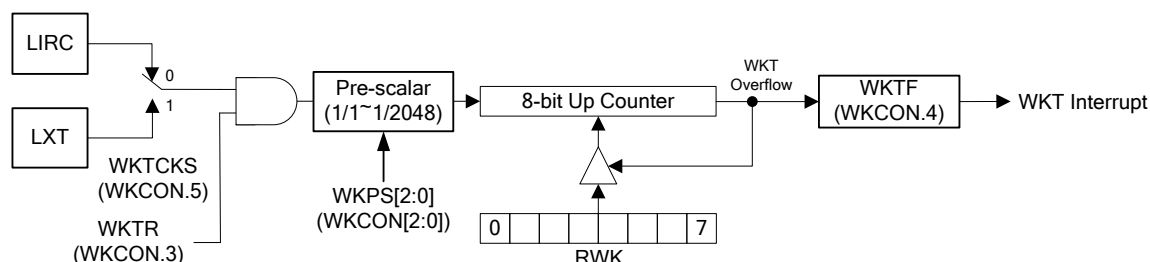 LIRC
0
1
LXT
WKTCKS
(WKCON.5)
WKTR
(WKCON.3)
Pre-scalar
(1/1~1/2048)
WKPS[2:0]
(WKCON[2:0])
8-bit Up Counter
0
7
RWK
WKT
Overflow
WKTF
(WKCON.4)
WKT Interrupt